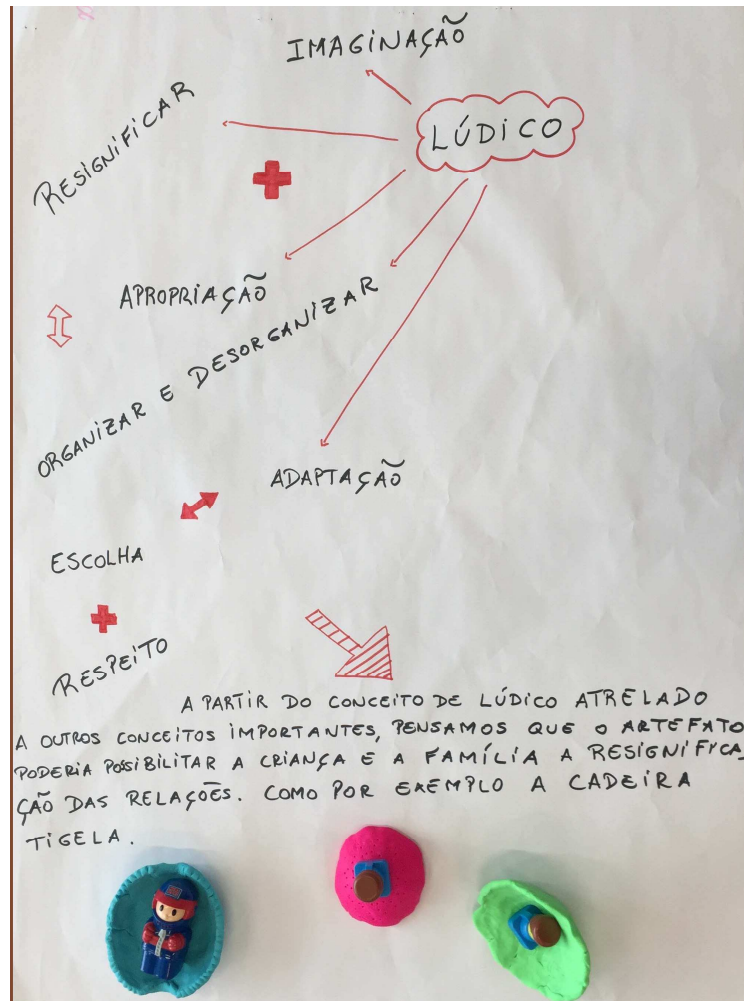 IMAGINAÇÃO
LÚDICO
RESIGNIFICAR
APROPRIAÇÃO
ORGANIZAR E DESORGANIZAR
ADAPTAÇÃO
ESCOLHA
RESPEITO
A PARTIR DO CONCEITO DE LÚDICO ATRELADO
A OUTROS CONCEITOS IMPORTANTES, PENSAMOS QUE O ARTEFATO
PODERIA POSSIBILITAR A CRIANÇA E A FAMÍLIA A RESIGNIFICA_
ÇÃO DAS RELAÇÕES. COMO POR EXEMPLO A CADEIRA
TIGELA.